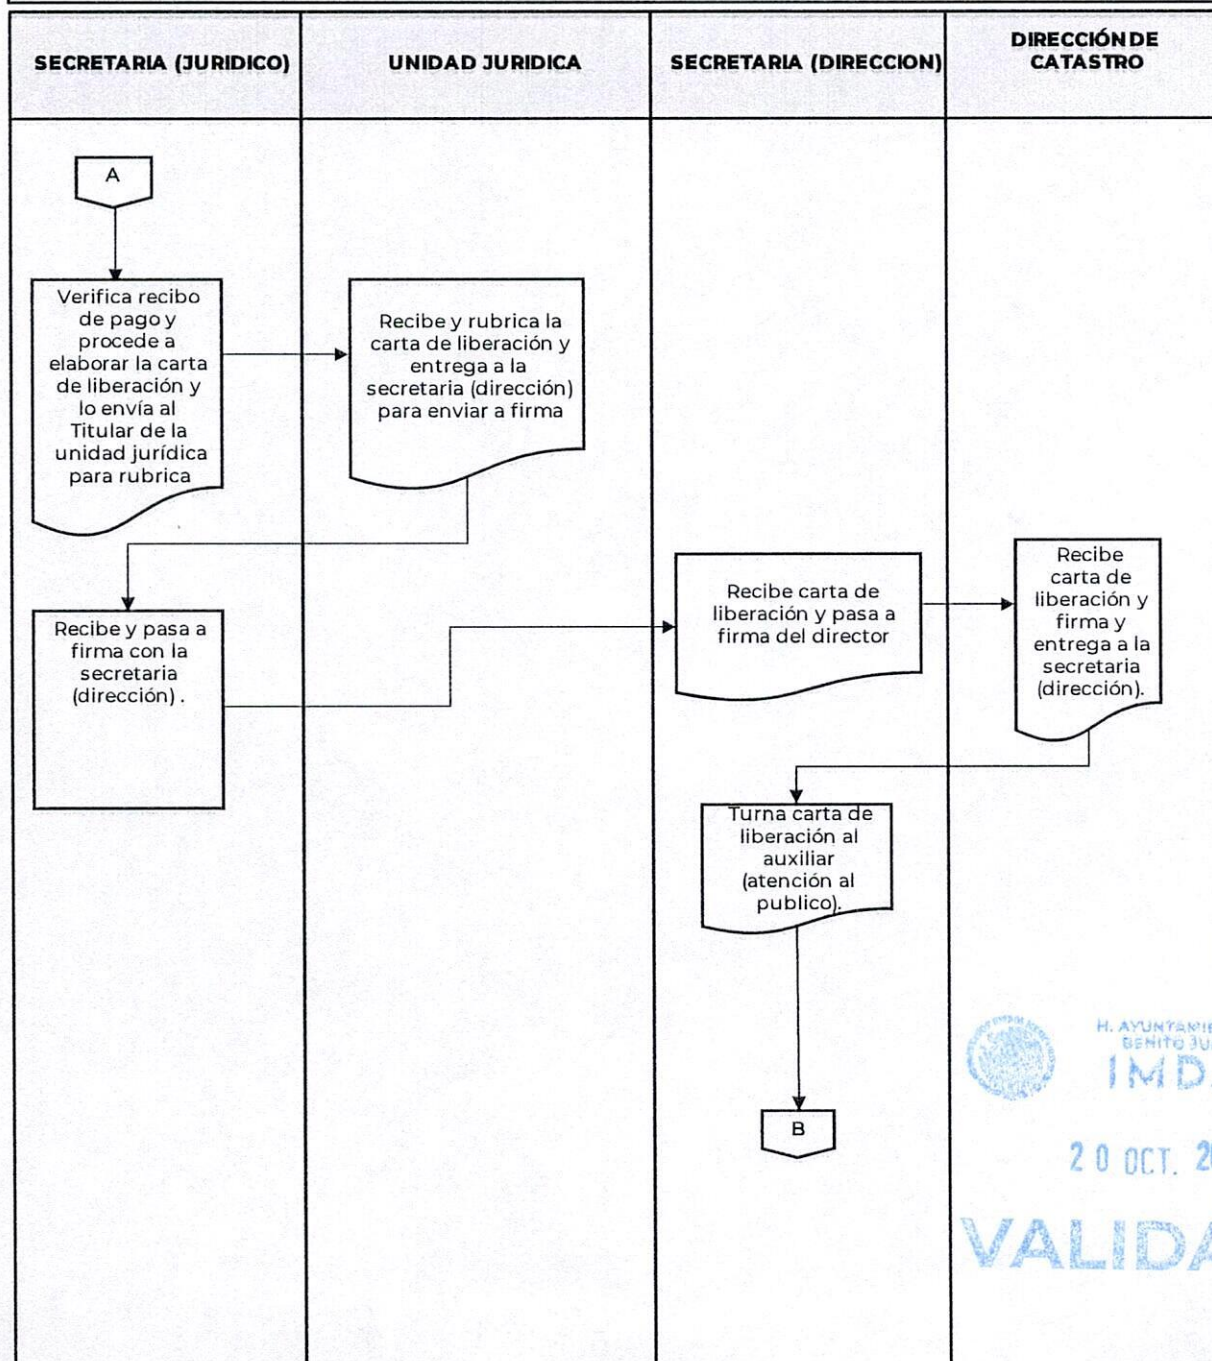 SECRETARIA (JURIDICO)
UNIDAD JURIDICA
SECRETARIA (DIRECCION)
DIRECCIÓN DE
CATASTRO
A
Verifica recibo
de pago y
procede a
elaborar la carta
de liberación y
lo envía al
Titular de la
unidad jurídica
para rubrica
Recibe y rubrica la
carta de liberación y
entrega a la
secretaria (dirección)
para enviar a firma
Recibe y pasa a
firma con la
secretaria
(dirección) .
Recibe carta de
liberación y pasa a
firma del director
Recibe
carta de
liberación y
firma y
entrega a la
secretaria
(dirección).
Turna carta de
liberación al
auxiliar
(atención al
publico).
B
H. AYUNTAMIE
BENITO JU
IMD
20 OCT. 2
VALIDA